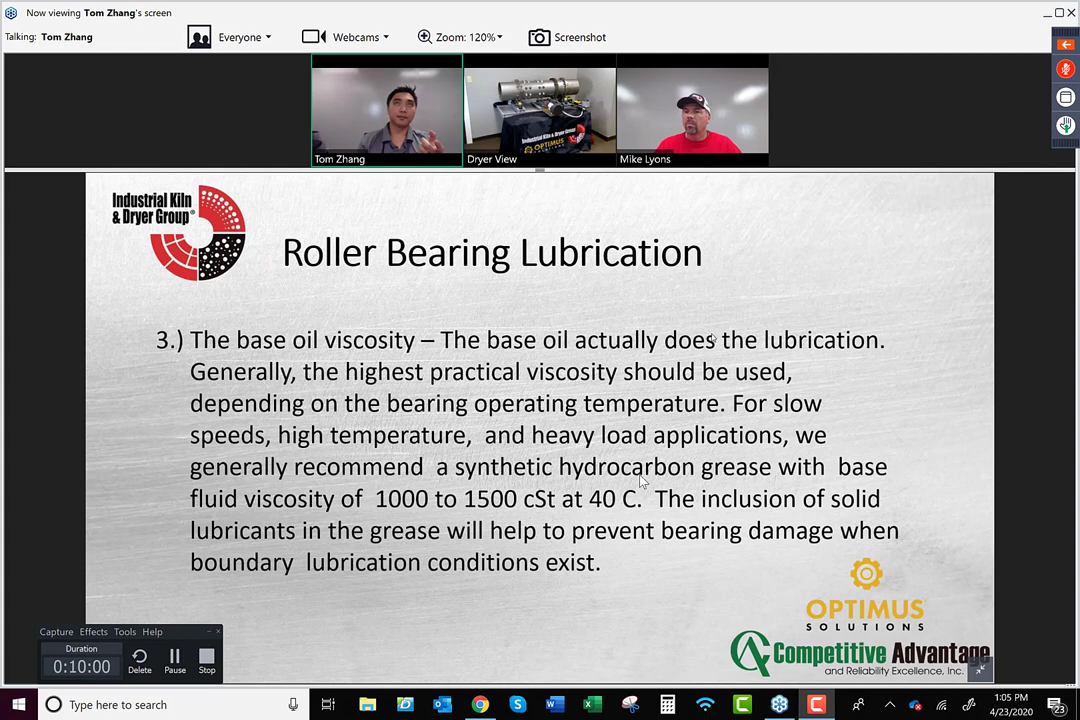 Now viewing Tom Zhang's screen
Talking: Tom Zhang
Everyone
Webcams
Zoom: 120%
Screenshot
Tom Zhang
Dryer View
Mike Lyons
Industrial Kiln & Dryer Group
OPTIMUS
Industrial Kiln
& Dryer Group®
Roller Bearing Lubrication
3.) The base oil viscosity – The base oil actually does the lubrication.
Generally, the highest practical viscosity should be used,
depending on the bearing operating temperature. For slow
speeds, high temperature, and heavy load applications, we
generally recommend a synthetic hydrocarbon grease with base
fluid viscosity of 1000 to 1500 cSt at 40 C. The inclusion of solid
lubricants in the grease will help to prevent bearing damage when
boundary lubrication conditions exist.
OPTIMUS
SOLUTIONS
Competitive Advantage
and Reliability Excellence, Inc.
Capture Effects Tools Help
Duration
0:10:00
Delete
Pause
Stop
Type here to search
1:05 PM
4/23/2020
23